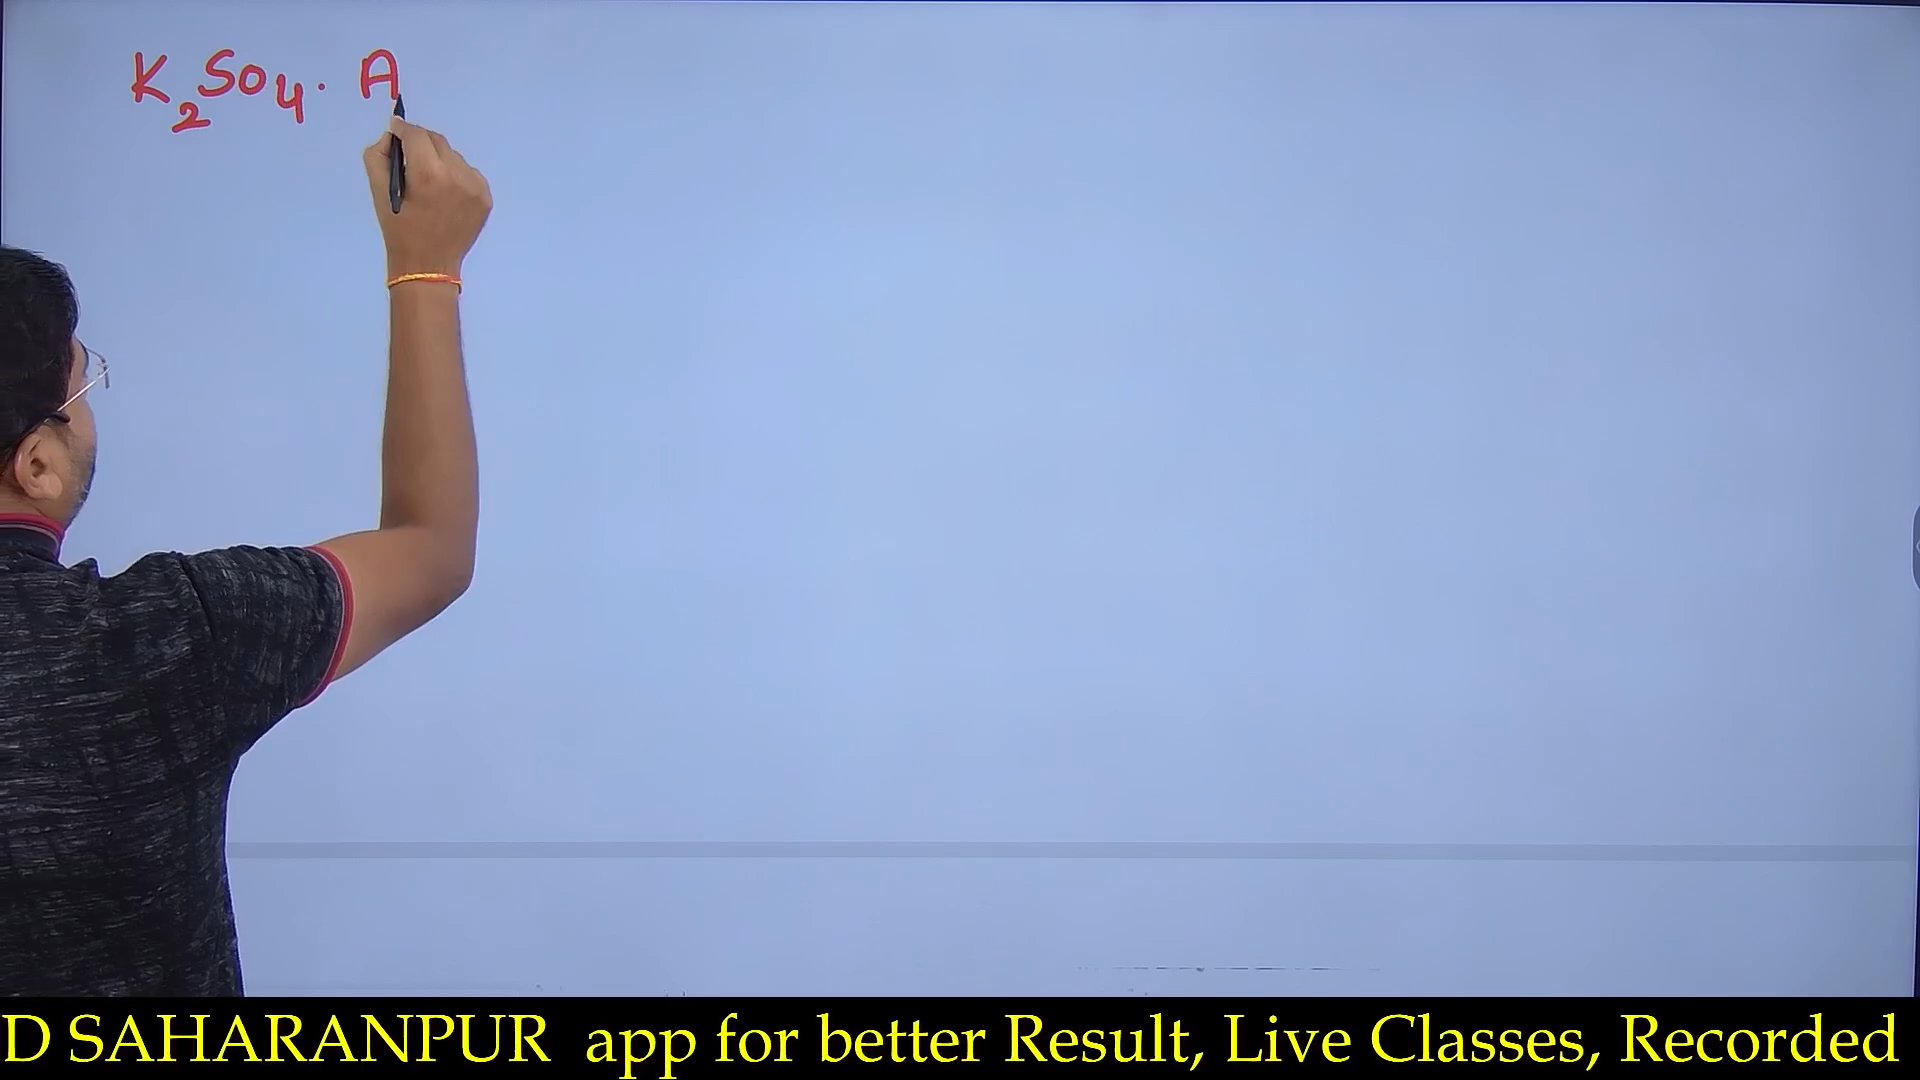 K₂SO₄. A
D SAHARANPUR app for better Result, Live Classes, Recorded